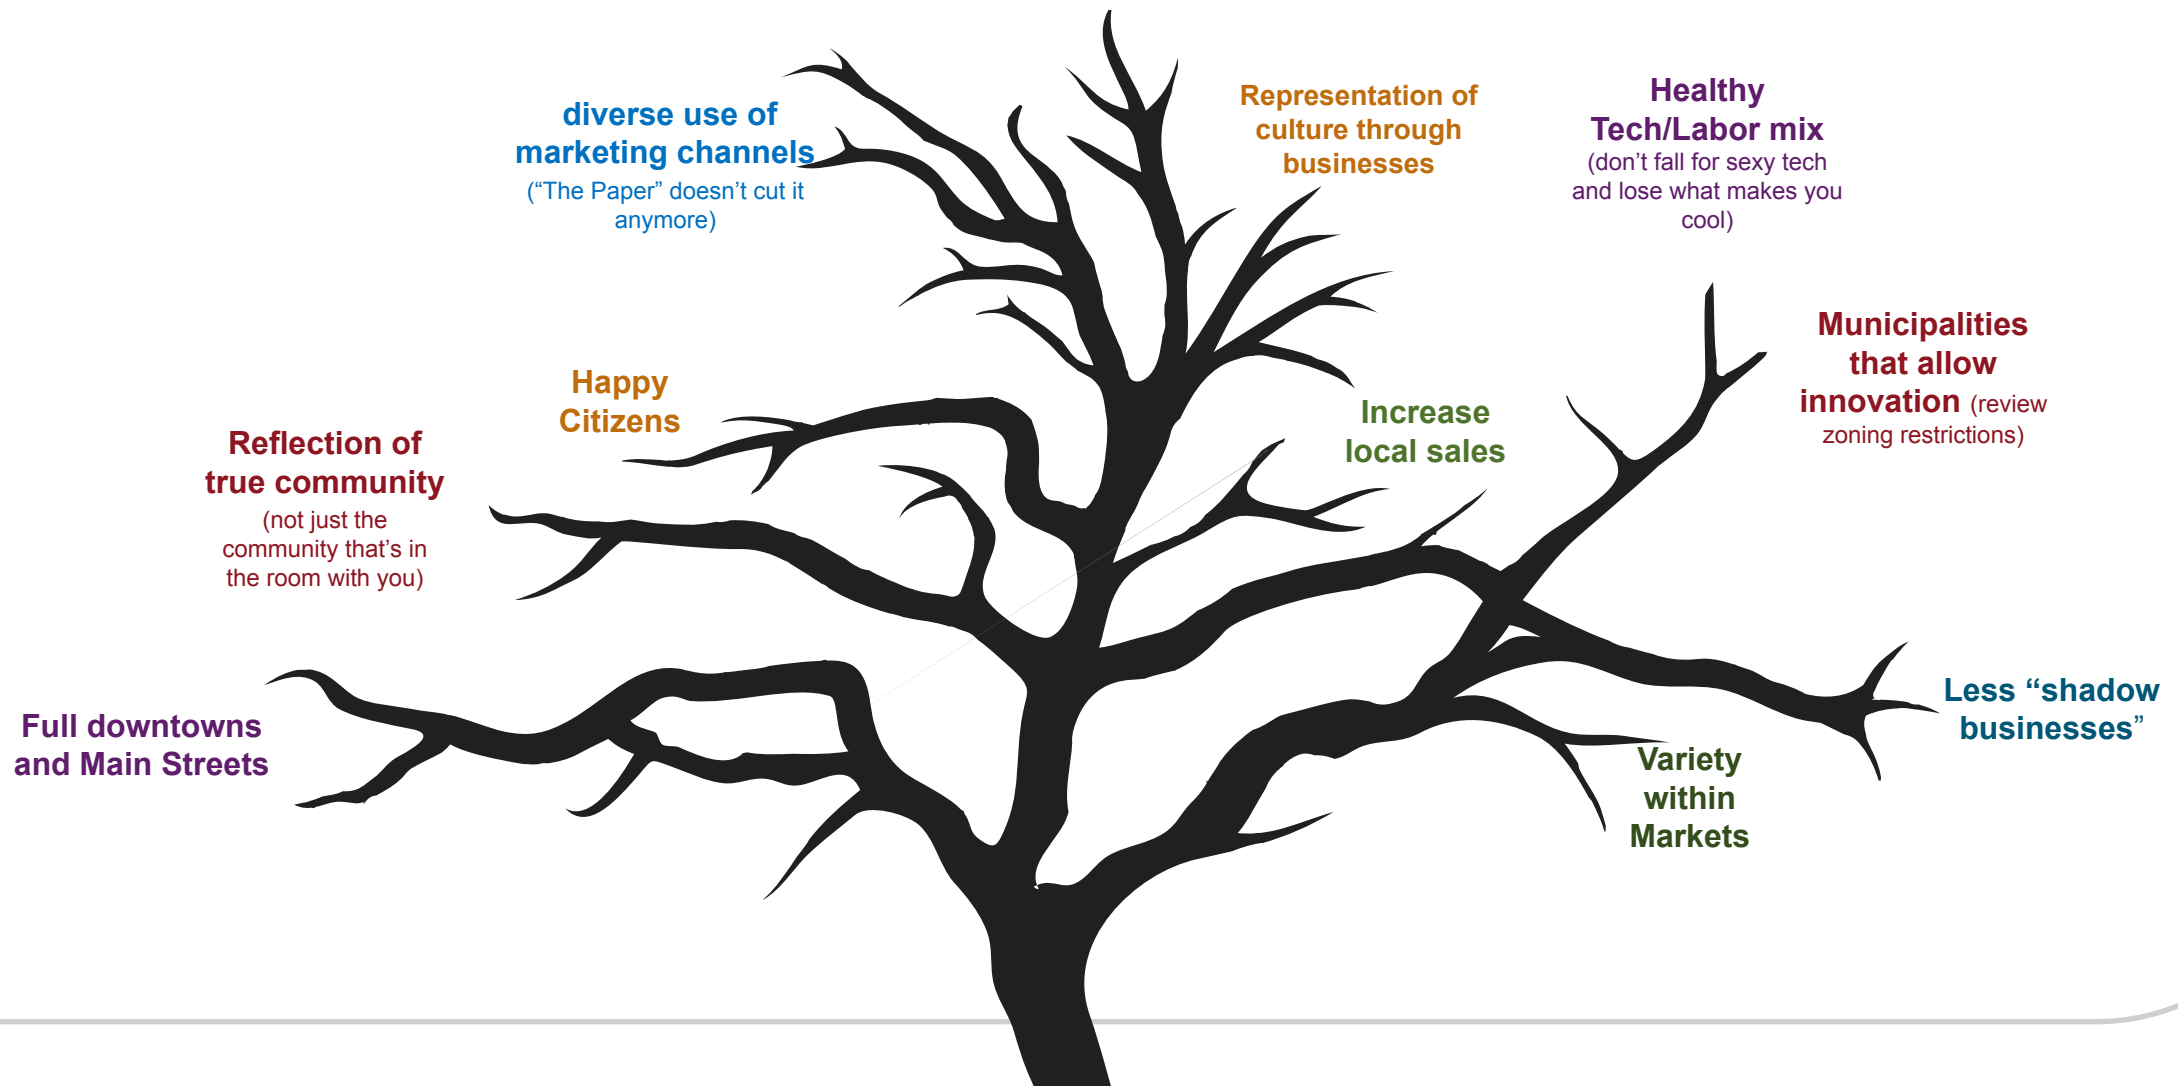 diverse use of
marketing channels
(“The Paper” doesn’t cut it
anymore)
Representation of
culture through
businesses
Healthy
Tech/Labor mix
(don’t fall for sexy tech
and lose what makes you
cool)
Municipalities
that allow
innovation (review
zoning restrictions)
Happy
Citizens
Increase
local sales
Reflection of
true community
(not just the
community that’s in
the room with you)
Full downtowns
and Main Streets
Less “shadow
businesses”
Variety
within
Markets